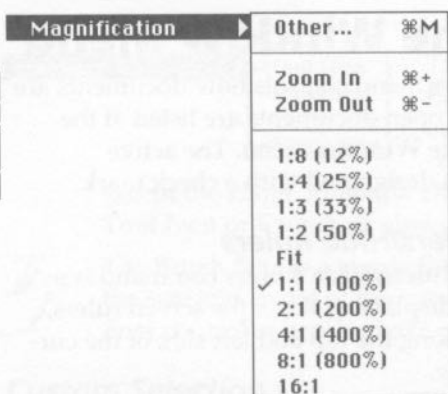 Magnification
Other... ⌘M
Zoom In ⌘+
Zoom Out ⌘-
1:8 (12%)
1:4 (25%)
1:3 (33%)
1:2 (50%)
Fit
✓1:1 (100%)
2:1 (200%)
4:1 (400%)
8:1 (800%)
16:1